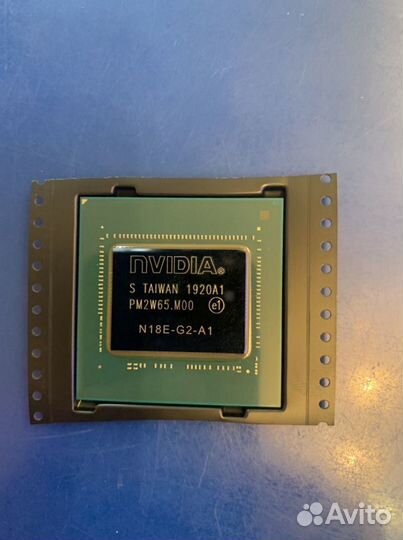 nVIDIA®
S TAIWAN 1920A1
PM2W65.M00 e1
N18E-G2-A1
Avito